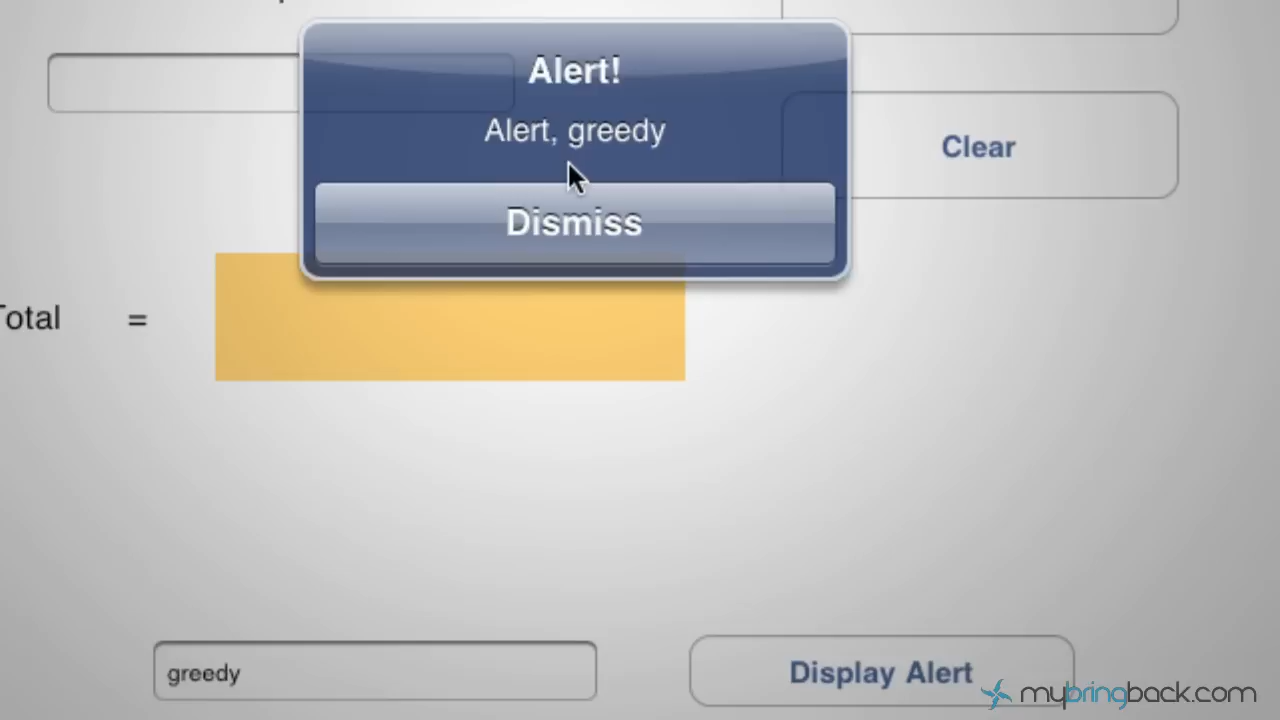 Alert!
Alert, greedy
Dismiss
Clear
Total =
greedy
Display Alert
mybringback.com